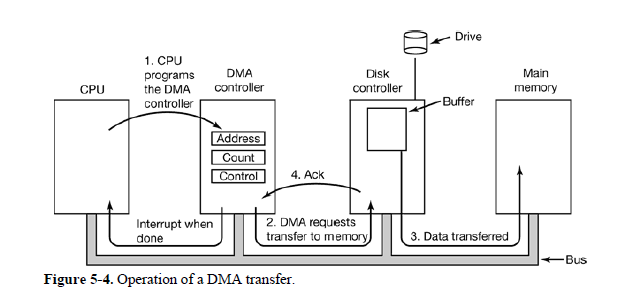 Drive
1. CPU
programs
the DMA
controller
CPU
DMA
controller
Disk
controller
Main
memory
Buffer
Address
Count
Control
4. Ack
Interrupt when
done
2. DMA requests
transfer to memory
3. Data transferred
Bus
Figure 5-4. Operation of a DMA transfer.